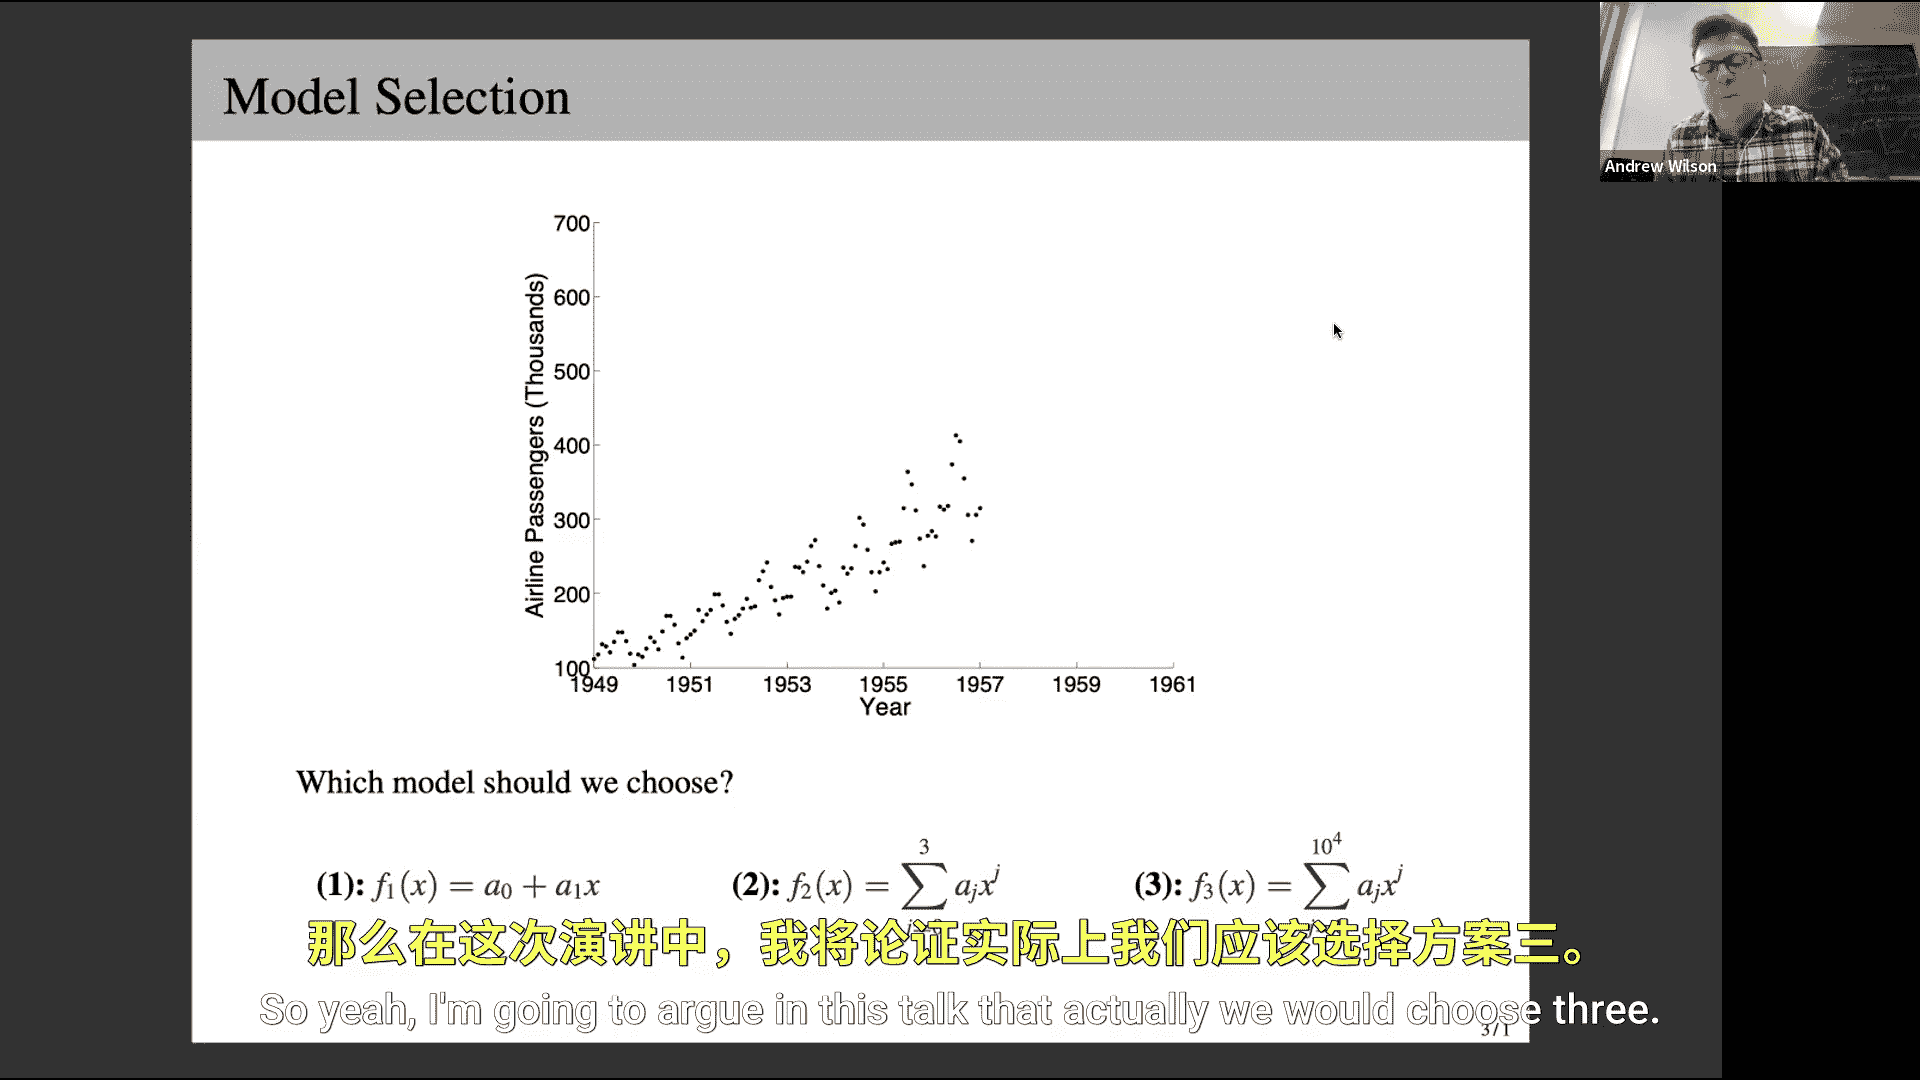 Model Selection
Andrew Wilson
700
600
500
400
300
200
100
Airline Passengers (Thousands)
1949 1951 1953 1955 1957 1959 1961
Year
Which model should we choose?
(1): f₁(x) = a₀ + a₁x
(2): f₂(x) = ∑³ aⱼxʲ
(3): f₃(x) = ∑10⁴ aⱼxʲ
那么在这次演讲中，我将论证实际上我们应该选择方案三。
So yeah, I'm going to argue in this talk that actually we would choose three.
3 / 1